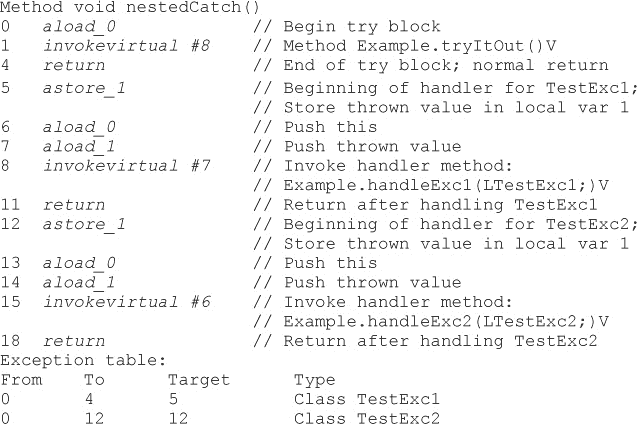 Method void nestedCatch()
0 aload_0 // Begin try block
1 invokevirtual #8 // Method Example.tryItOut()V
4 return // End of try block; normal return
5 astore_1 // Beginning of handler for TestExc1;
// Store thrown value in local var 1
6 aload_0 // Push this
7 aload_1 // Push thrown value
8 invokevirtual #7 // Invoke handler method:
// Example.handleExc1(LTestExc1;)V
11 return // Return after handling TestExc1
12 astore_1 // Beginning of handler for TestExc2;
// Store thrown value in local var 1
13 aload_0 // Push this
14 aload_1 // Push thrown value
15 invokevirtual #6 // Invoke handler method:
// Example.handleExc2(LTestExc2;)V
18 return // Return after handling TestExc2
Exception table:
From To Target Type
0 4 5 Class TestExc1
0 12 12 Class TestExc2